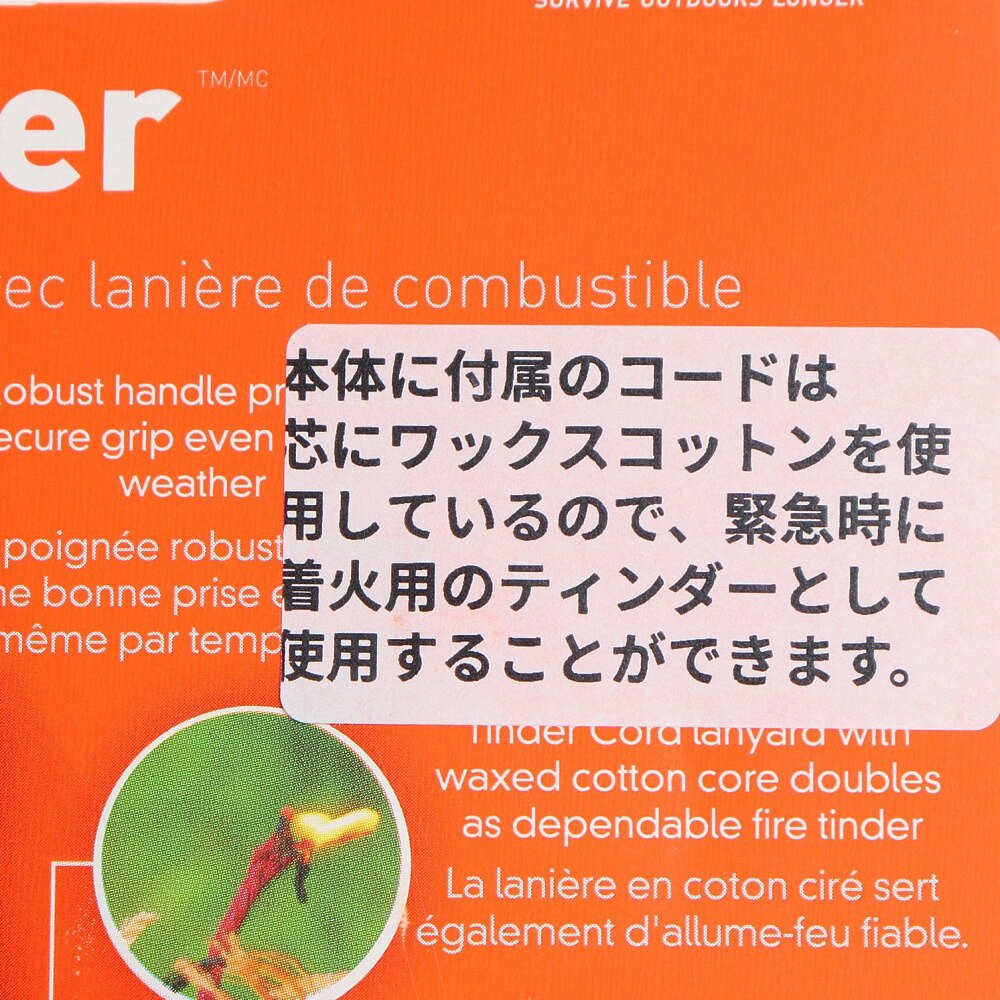 SURVIVE OUTDOORS LONGER
er TM/MC
ec lanière de combustible
obust handle pr
ecure grip even
weather
poignée robust
ne bonne prise
même par temp
本体に付属のコードは
芯にワックスコットンを使
用しているので、緊急時に
着火用のティンダーとして
使用することができます。
Tinder Cord lanyard with
waxed cotton core doubles
as dependable fire tinder
La lanière en coton ciré sert
également d'allume-feu fiable.